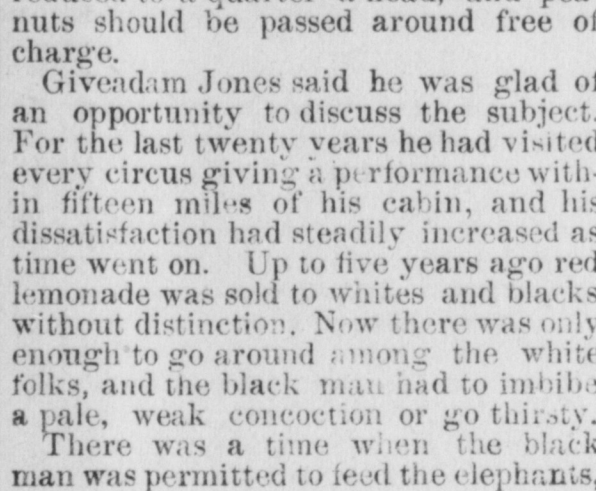 nuts should be passed around free of
charge.
Giveadam Jones said he was glad of
an opportunity to discuss the subject.
For the last twenty years he had visited
every circus giving a performance with-
in fifteen miles of his cabin, and his
dissatisfaction had steadily increased as
time went on. Up to five years ago red
lemonade was sold to whites and blacks
without distinction. Now there was only
enough to go around among the white
folks, and the black man had to imbibe
a pale, weak concoction or go thirsty.
There was a time when the black
man was permitted to feed the elephants,